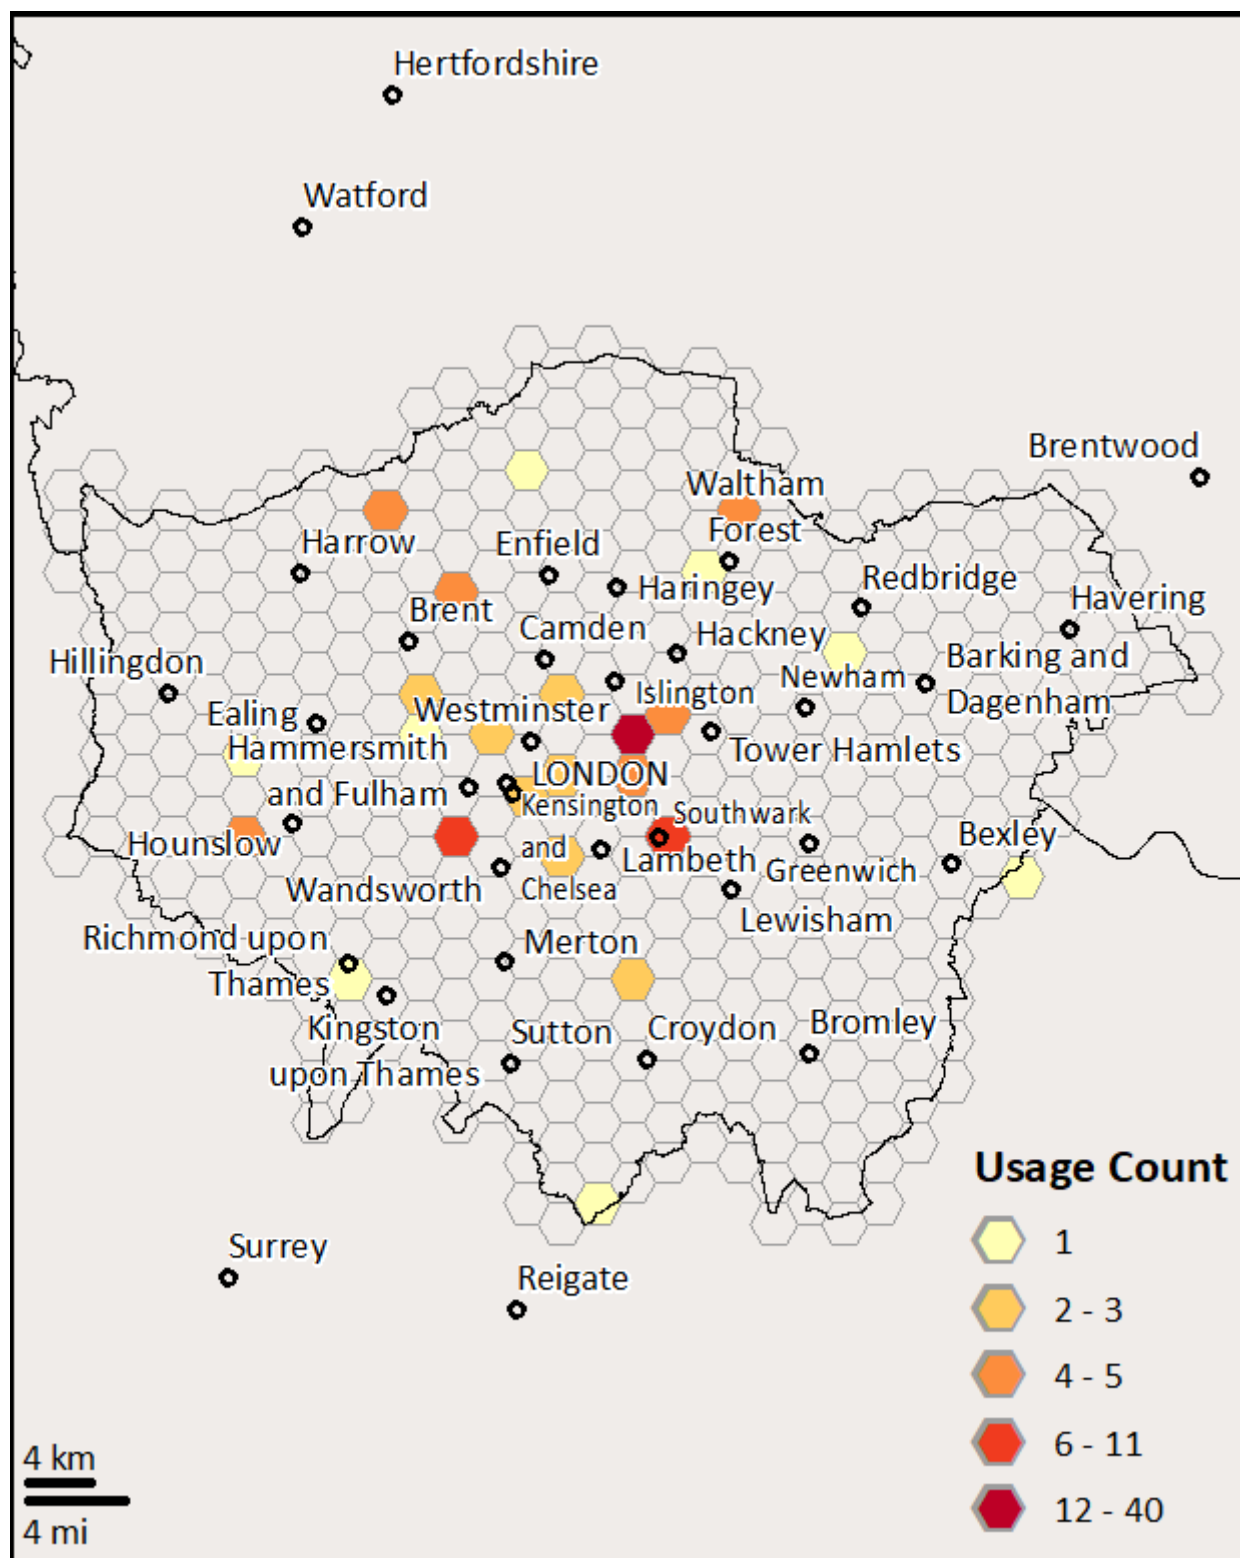 Hertfordshire
Watford
Brentwood
Waltham
Forest
Harrow
Enfield
Haringey
Redbridge
Havering
Brent
Camden
Hackney
Hillingdon
Barking and
Dagenham
Newham
Islington
Ealing
Westminster
Hammersmith
and Fulham
Tower Hamlets
LONDON
Kensington
and
Chelsea
Southwark
Hounslow
Bexley
Lambeth
Greenwich
Wandsworth
Lewisham
Richmond upon
Thames
Merton
Kingston
upon Thames
Sutton
Croydon
Bromley
Surrey
Reigate
Usage Count
1
2 - 3
4 - 5
6 - 11
12 - 40
4 km
4 mi